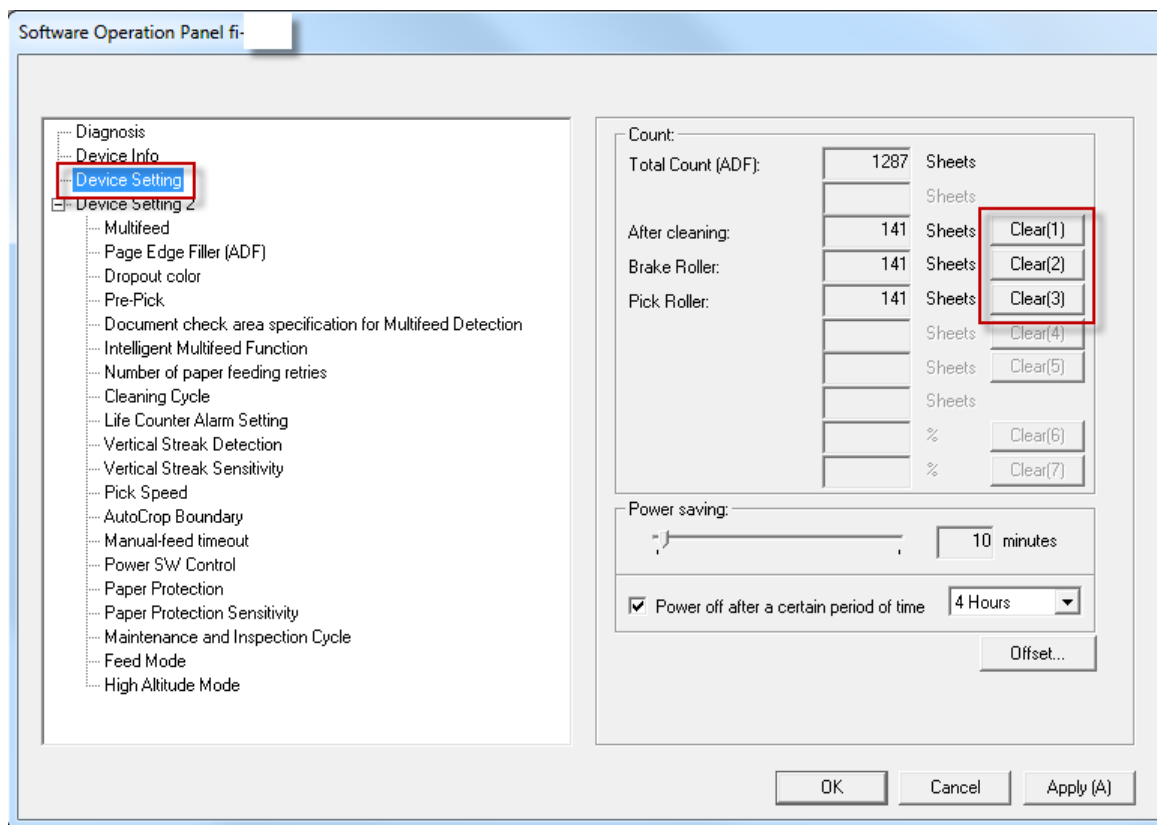 Software Operation Panel fi-
Diagnosis
Device Info
Device Setting
Device Setting 2
Multifeed
Page Edge Filler (ADF)
Dropout color
Pre-Pick
Document check area specification for Multifeed Detection
Intelligent Multifeed Function
Number of paper feeding retries
Cleaning Cycle
Life Counter Alarm Setting
Vertical Streak Detection
Vertical Streak Sensitivity
Pick Speed
AutoCrop Boundary
Manual-feed timeout
Power SW Control
Paper Protection
Paper Protection Sensitivity
Maintenance and Inspection Cycle
Feed Mode
High Altitude Mode
Count:
Total Count (ADF): 1287 Sheets
Sheets
After cleaning: 141 Sheets Clear(1)
Brake Roller: 141 Sheets Clear(2)
Pick Roller: 141 Sheets Clear(3)
Sheets Clear(4)
Sheets Clear(5)
Sheets
% Clear(6)
% Clear(7)
Power saving:
10 minutes
Power off after a certain period of time 4 Hours
Offset...
OK Cancel Apply (A)